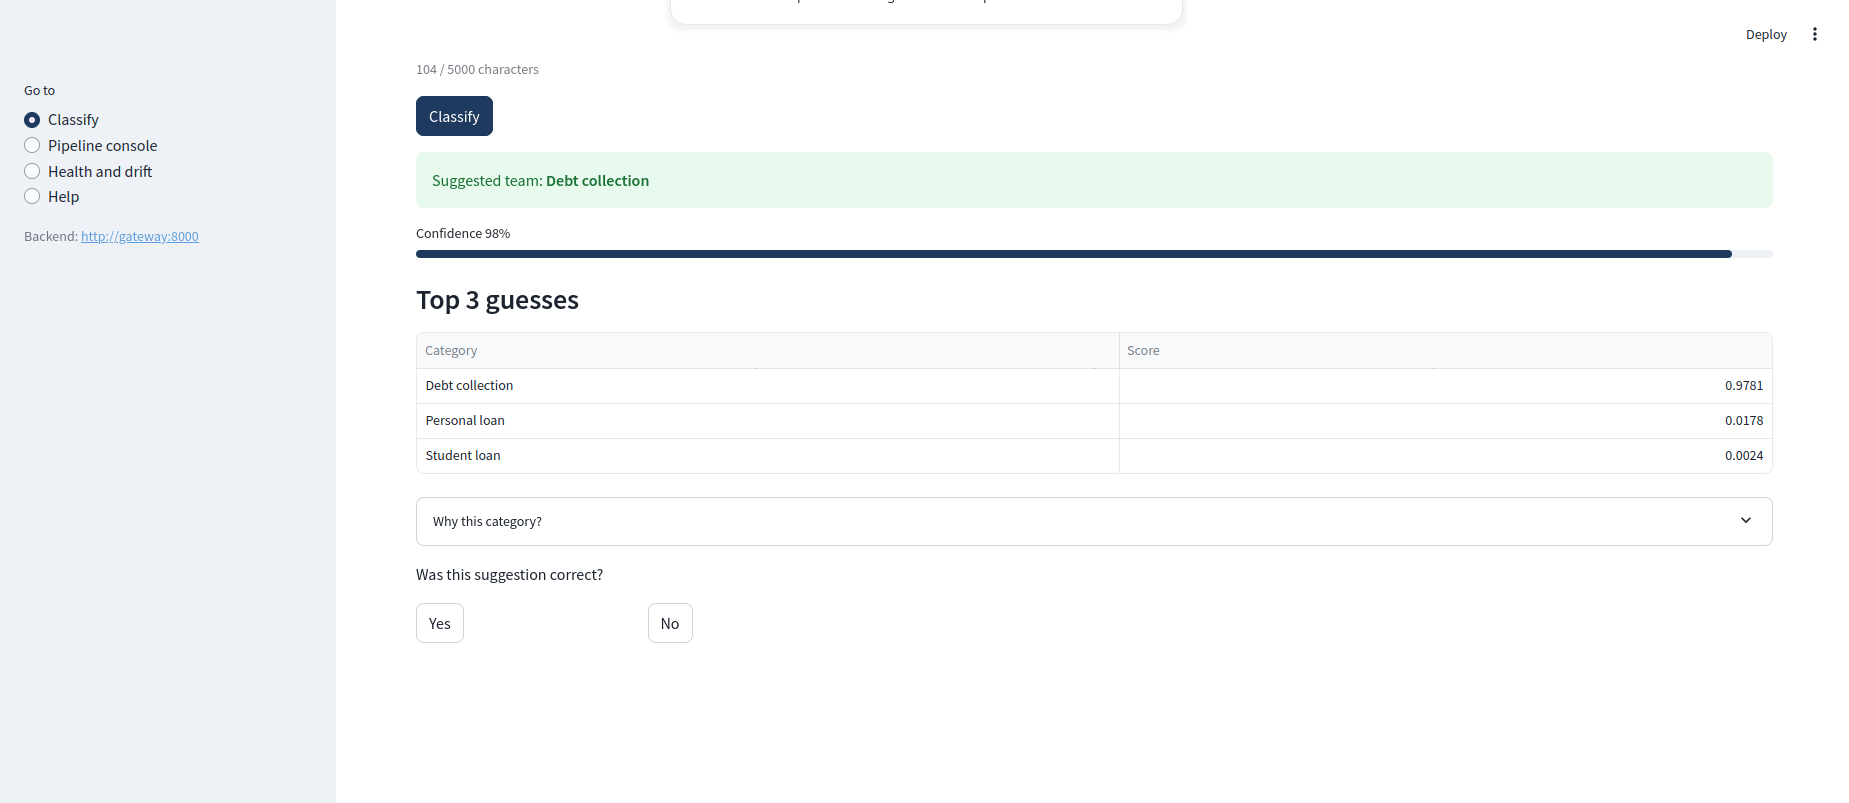 Deploy
Go to
Classify
Pipeline console
Health and drift
Help
Backend: http://gateway:8000
104 / 5000 characters
Classify
Suggested team: Debt collection
Confidence 98%
Top 3 guesses
Category Score
Debt collection 0.9781
Personal loan 0.0178
Student loan 0.0024
Why this category?
Was this suggestion correct?
Yes No